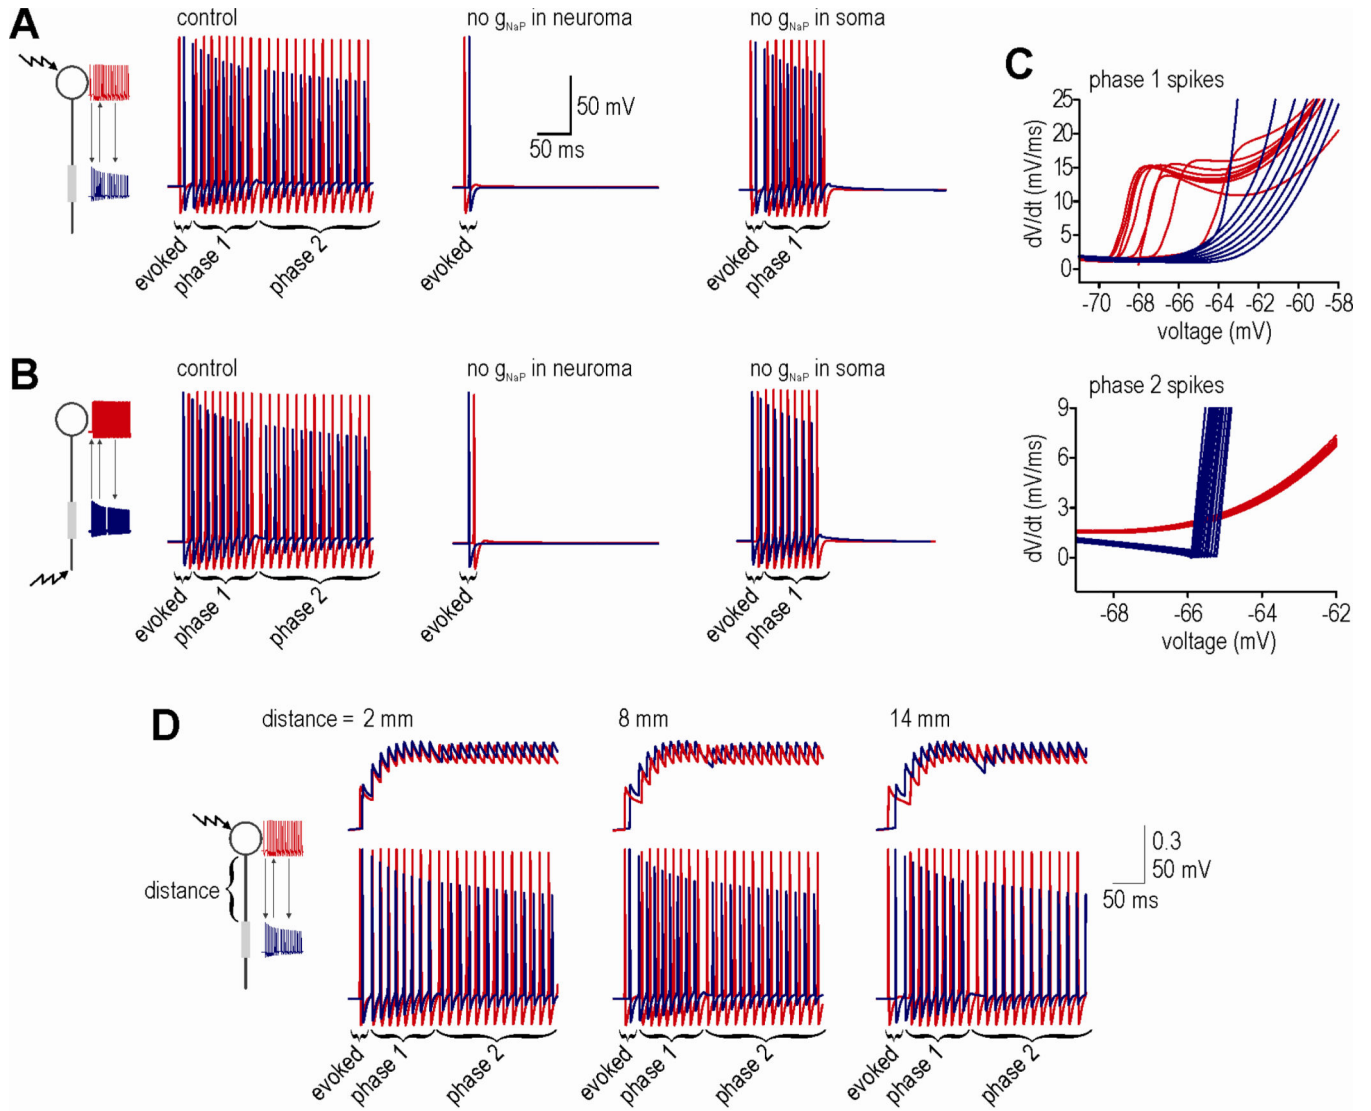 A
control
no gNaP in neuroma
no gNaP in soma
50 mV
50 ms
evoked
phase 1
phase 2
evoked
evoked
phase 1
C
phase 1 spikes
25
20
15
10
5
0
dV/dt (mV/ms)
-70 -68 -66 -64 -62 -60 -58
voltage (mV)
B
control
no gNaP in neuroma
no gNaP in soma
evoked
phase 1
phase 2
evoked
evoked
phase 1
phase 2 spikes
9
6
3
0
dV/dt (mV/ms)
-68 -66 -64 -62
voltage (mV)
D
distance = 2 mm
8 mm
14 mm
distance
0.3
50 mV
50 ms
evoked
phase 1
phase 2
evoked
phase 1
phase 2
evoked
phase 1
phase 2